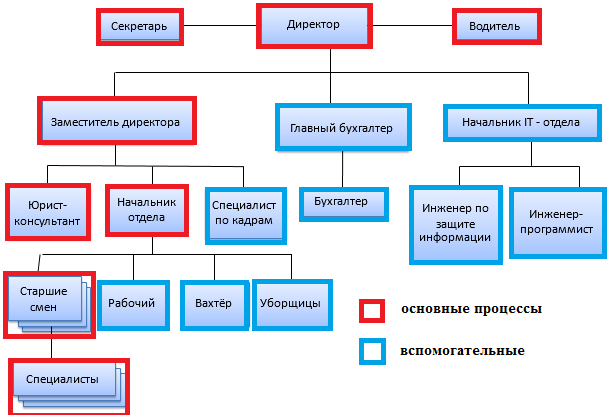 Секретарь
Директор
Водитель
Заместитель директора
Главный бухгалтер
Начальник IT - отдела
Юрист-
консультант
Начальник
отдела
Специалист
по кадрам
Бухгалтер
Инженер по
защите
информации
Инженер-
программист
Старшие
смен
Рабочий
Вахтёр
Уборщицы
основные процессы
вспомогательные
Специалисты